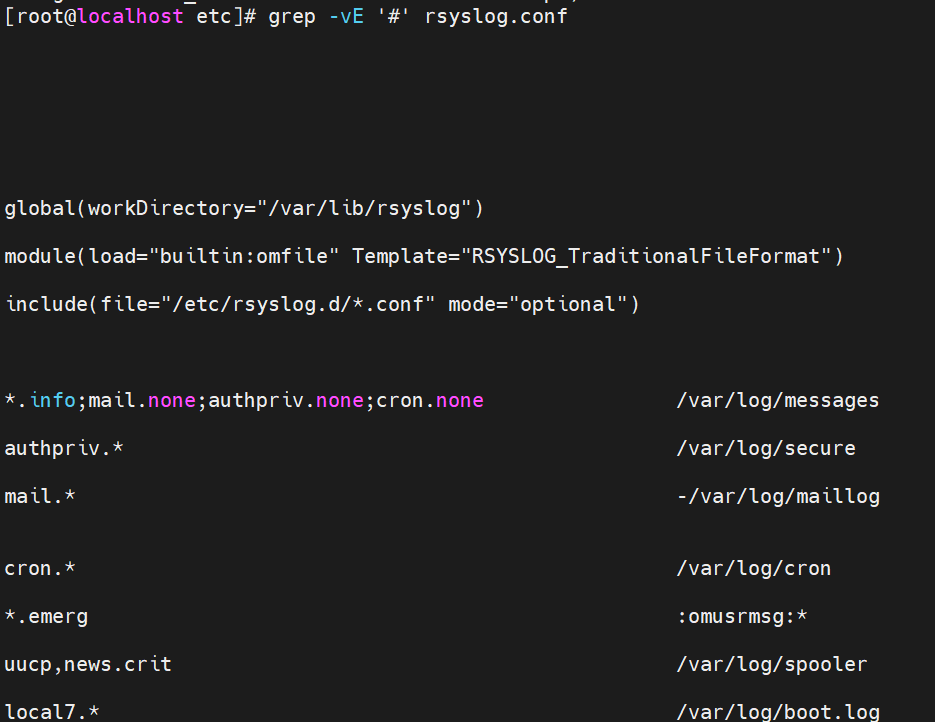 [root@localhost etc]# grep -vE '#' rsyslog.conf
global(workDirectory="/var/lib/rsyslog")
module(load="builtin:omfile" Template="RSYSLOG_TraditionalFileFormat")
include(file="/etc/rsyslog.d/*.conf" mode="optional")
*.info;mail.none;authpriv.none;cron.none                /var/log/messages
authpriv.*                                              /var/log/secure
mail.*                                                  -/var/log/maillog
cron.*                                                  /var/log/cron
*.emerg                                                 :omusrmsg:*
uucp,news.crit                                          /var/log/spooler
local7.*                                                /var/log/boot.log